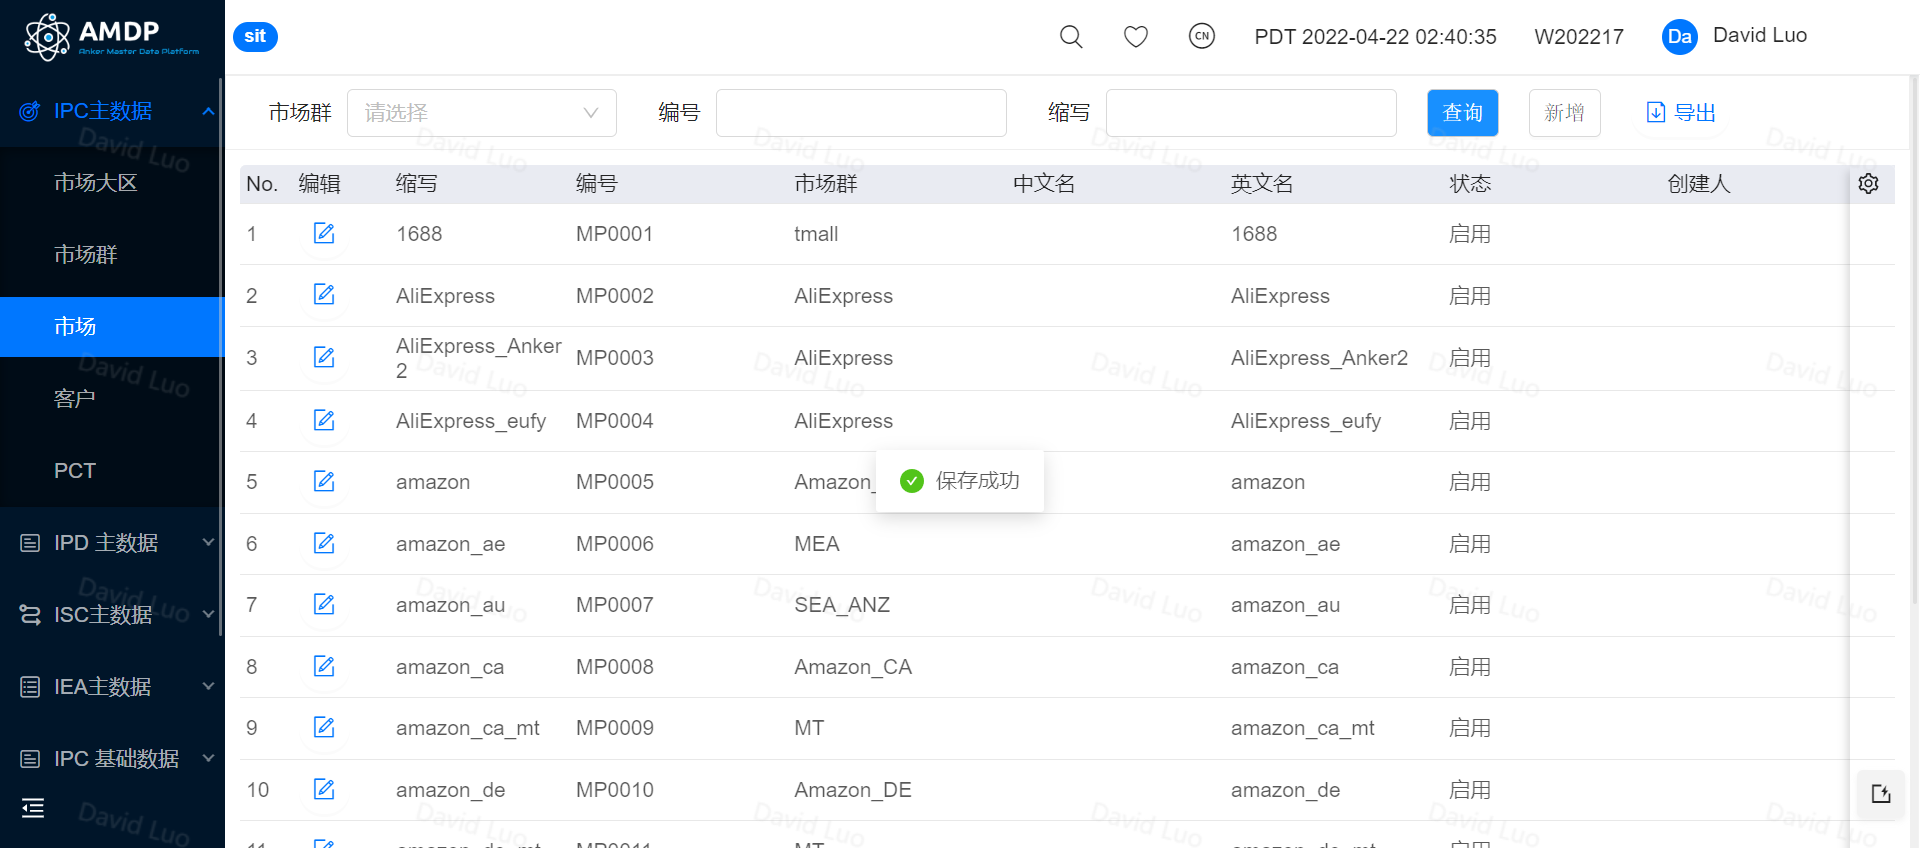 AMDP
Anker Master Data Platform
sit
CN
PDT 2022-04-22 02:40:35
W202217
Da
David Luo
IPC主数据
市场大区
市场群
市场
客户
PCT
IPD 主数据
ISC主数据
IEA主数据
IPC 基础数据
市场群 请选择 编号 缩写 查询 新增 导出
No. 编辑 缩写 编号 市场群 中文名 英文名 状态 创建人
1 1688 MP0001 tmall 1688 启用
2 AliExpress MP0002 AliExpress AliExpress 启用
3 AliExpress_Anker2 MP0003 AliExpress AliExpress_Anker2 启用
4 AliExpress_eufy MP0004 AliExpress AliExpress_eufy 启用
5 amazon MP0005 Amazon_ amazon 启用
保存成功
6 amazon_ae MP0006 MEA amazon_ae 启用
7 amazon_au MP0007 SEA_ANZ amazon_au 启用
8 amazon_ca MP0008 Amazon_CA amazon_ca 启用
9 amazon_ca_mt MP0009 MT amazon_ca_mt 启用
10 amazon_de MP0010 Amazon_DE amazon_de 启用
11 amazon_de_mt MP0011 MT amazon_de_mt 启用